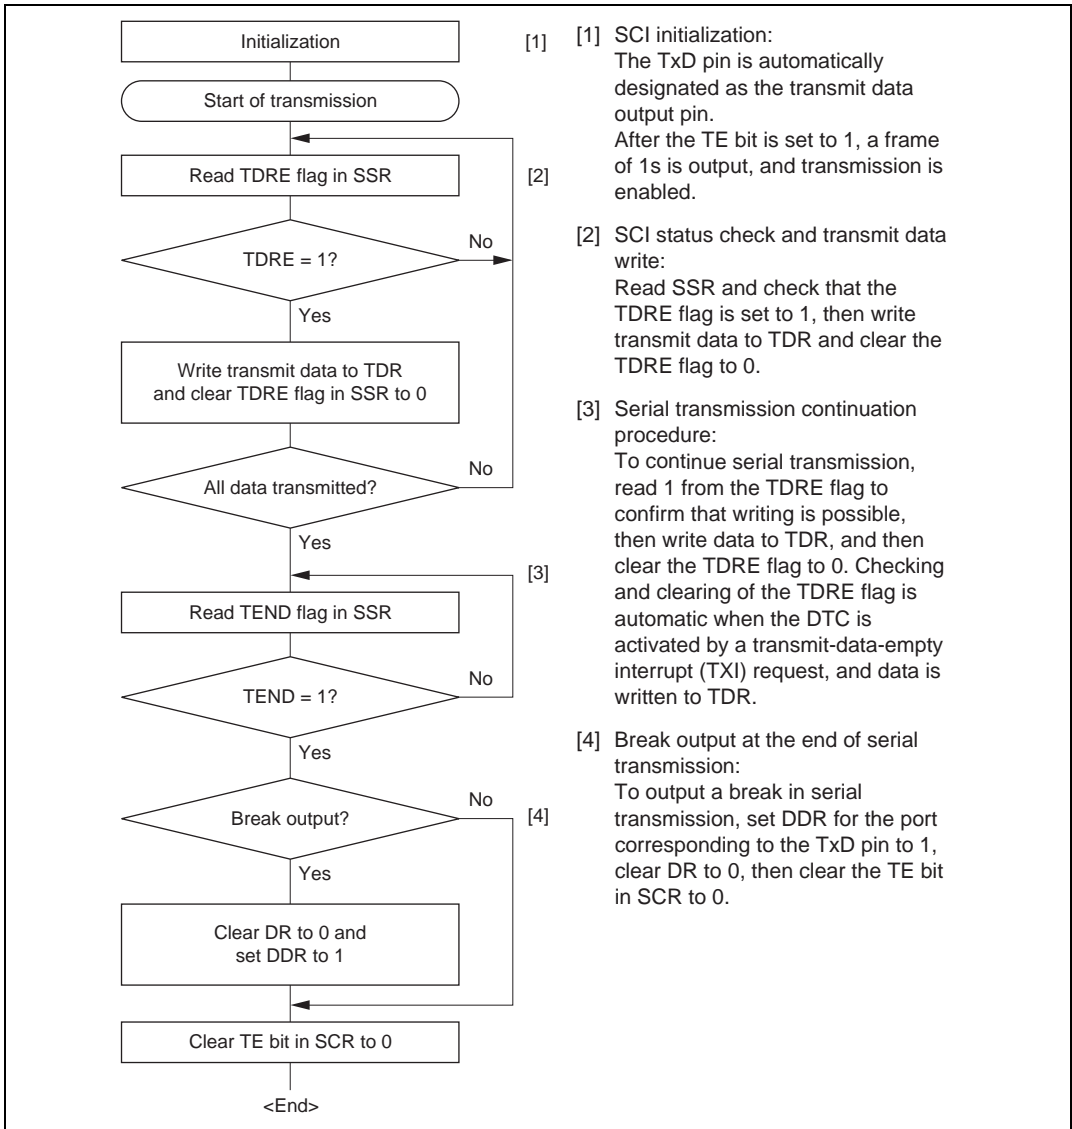 Initialization
[1]
Start of transmission
Read TDRE flag in SSR
[2]
TDRE = 1?
No
Yes
Write transmit data to TDR
and clear TDRE flag in SSR to 0
All data transmitted?
No
Yes
[3]
Read TEND flag in SSR
TEND = 1?
No
Yes
Break output?
No
[4]
Yes
Clear DR to 0 and
set DDR to 1
Clear TE bit in SCR to 0
<End>
[1] SCI initialization:
The TxD pin is automatically
designated as the transmit data
output pin.
After the TE bit is set to 1, a frame
of 1s is output, and transmission is
enabled.
[2] SCI status check and transmit data
write:
Read SSR and check that the
TDRE flag is set to 1, then write
transmit data to TDR and clear the
TDRE flag to 0.
[3] Serial transmission continuation
procedure:
To continue serial transmission,
read 1 from the TDRE flag to
confirm that writing is possible,
then write data to TDR, and then
clear the TDRE flag to 0. Checking
and clearing of the TDRE flag is
automatic when the DTC is
activated by a transmit-data-empty
interrupt (TXI) request, and data is
written to TDR.
[4] Break output at the end of serial
transmission:
To output a break in serial
transmission, set DDR for the port
corresponding to the TxD pin to 1,
clear DR to 0, then clear the TE bit
in SCR to 0.